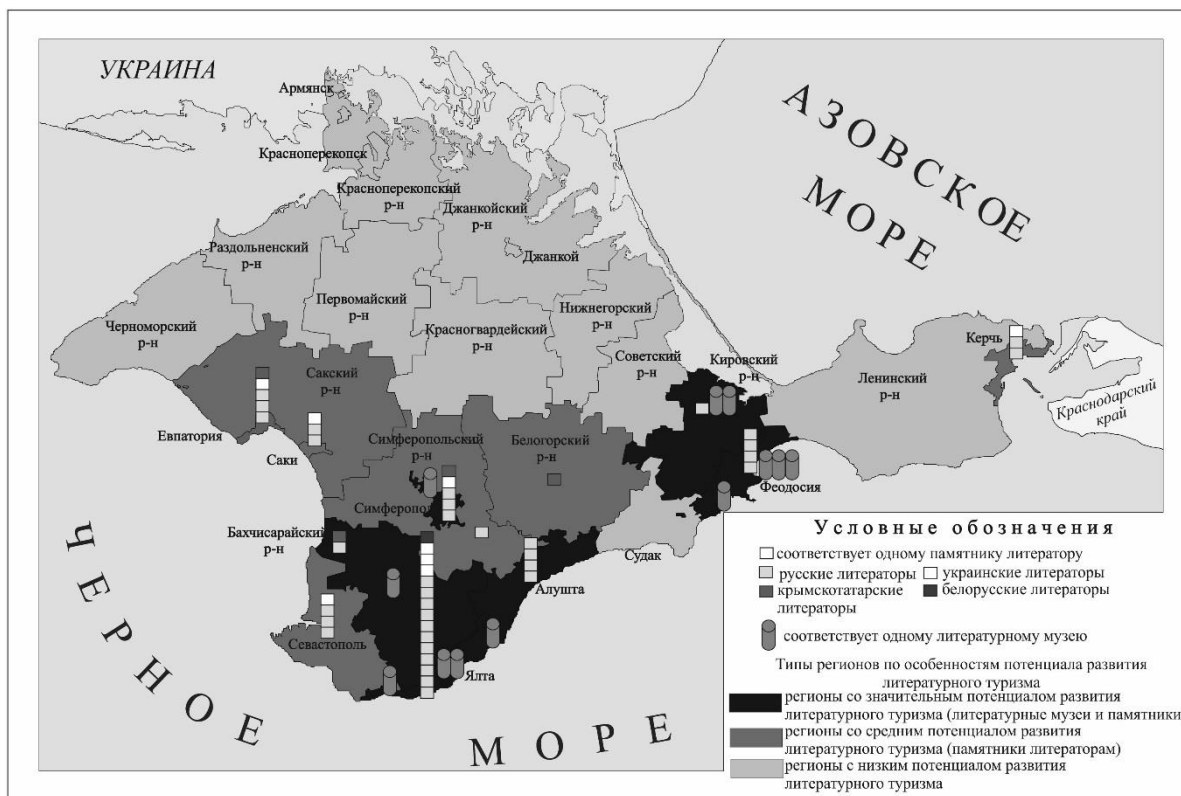 УКРАИНА
АЗОВСКОЕ
МОРЕ
Армянск
Красноперекопск
Красноперекопский
р-н
Джанкойский
р-н
Раздольненский
р-н
Джанкой
Первомайский
р-н
Нижнегорский
р-н
Черноморский
р-н
Красногвардейский
р-н
Советский
р-н
Кировский
р-н
Керчь
Ленинский
р-н
Сакский
р-н
Краснодарский
край
Евпатория
Саки
Симферопольский
р-н
Белогорский
р-н
Феодосия
Симферополь
Бахчисарайский
р-н
Судак
Алушта
Севастополь
Ялта
ЧЕРНОЕ
МОРЕ
Условные обозначения
соответствует одному памятнику литератору
русские литераторы
украинские литераторы
крымскотатарские
литераторы
белорусские литераторы
соответствует одному литературному музею
Типы регионов по особенностям потенциала развития
литературного туризма
регионы со значительным потенциалом развития
литературного туризма (литературные музеи и памятники
регионы со средним потенциалом развития
литературного туризма (памятники литераторам)
регионы с низким потенциалом развития
литературного туризма